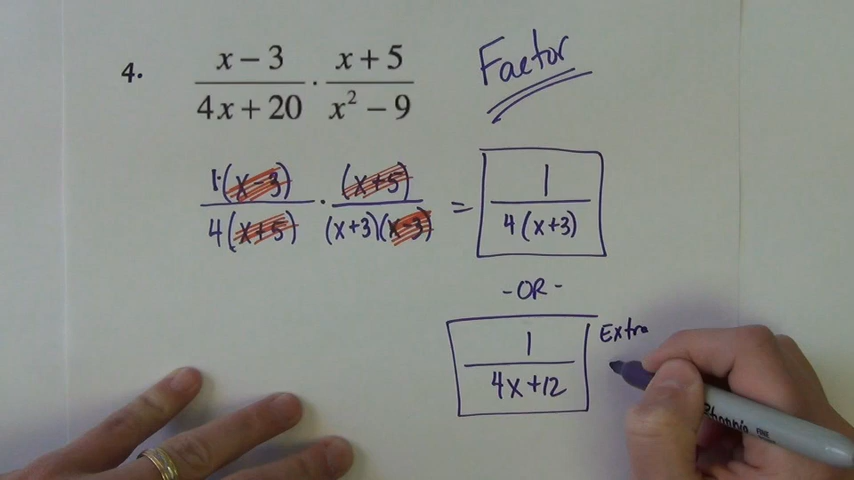 4. x − 3 / 4x + 20 · x + 5 / x² − 9
Factor
1·(x-3) / 4(x+5) · (x+5) / (x+3)(x-3) = 1 / 4(x+3)
-OR-
1 / 4x+12
Extra
Sharpie